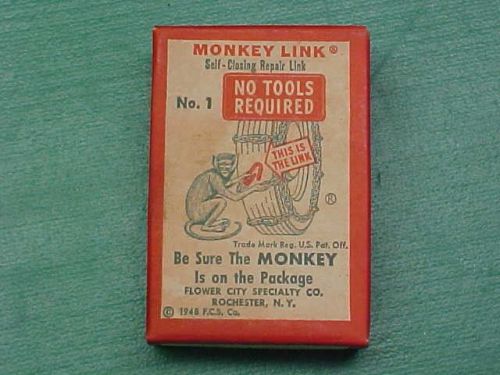 MONKEY LINK®
Self-Closing Repair Link
No. 1
NO TOOLS
REQUIRED
THIS IS
THE LINK
®
Trade Mark Reg. U.S. Pat. Off.
Be Sure The MONKEY
Is on the Package
FLOWER CITY SPECIALTY CO.
ROCHESTER, N. Y.
© 1948 F.C.S. Co.